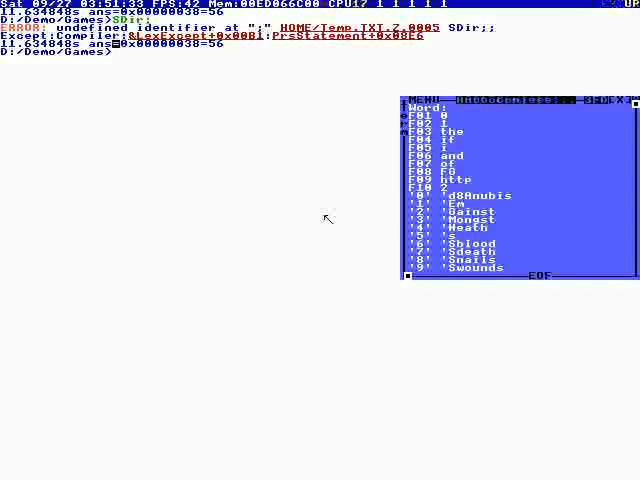 Sat 09/27 03:51:33 FPS:42 Mem:00ED066C00 CPU17 1 1 1 1 1
11.634848s ans=0x00000038=56
D:/Demo/Games>SDir;
ERROR: undefined identifier at ";" HOME/Temp.TXT.Z,0005 SDir;;
Except:Compiler:&LexExcept+0x00B1:PrsStatement+0x08E6
11.634848s ans=0x00000038=56
D:/Demo/Games>
MENU
Word:
F01 0
F02 1
F03 the
F04 if
F05 i
F06 and
F07 of
F08 F0
F09 http
F10 2
'0' 'd8Anubis
'1' 'Em
'2' 'Gainst
'3' 'Mongst
'4' 'Neath
'5' 's
'6' 'Sblood
'7' 'Sdeath
'8' 'Snails
'9' 'Swounds
EOF